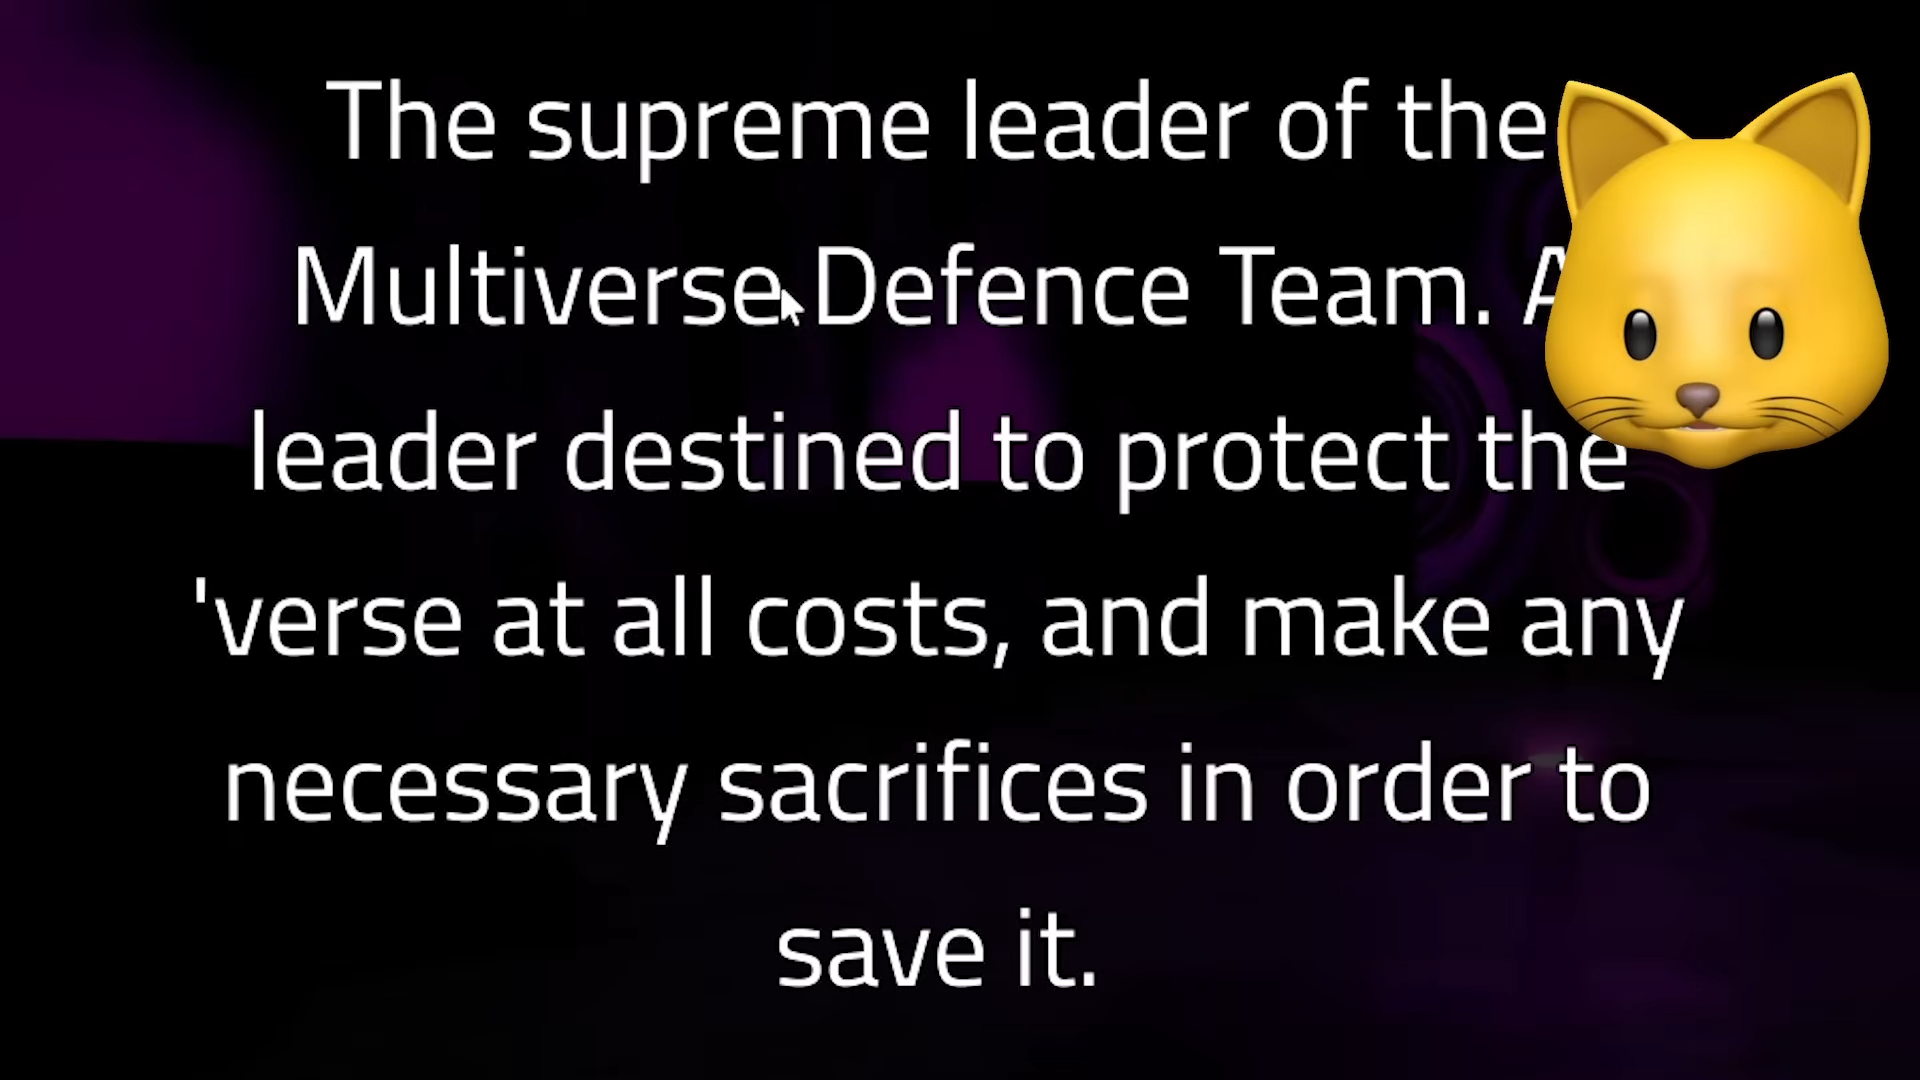 The supreme leader of the
Multiverse Defence Team. A
leader destined to protect the
'verse at all costs, and make any
necessary sacrifices in order to
save it.